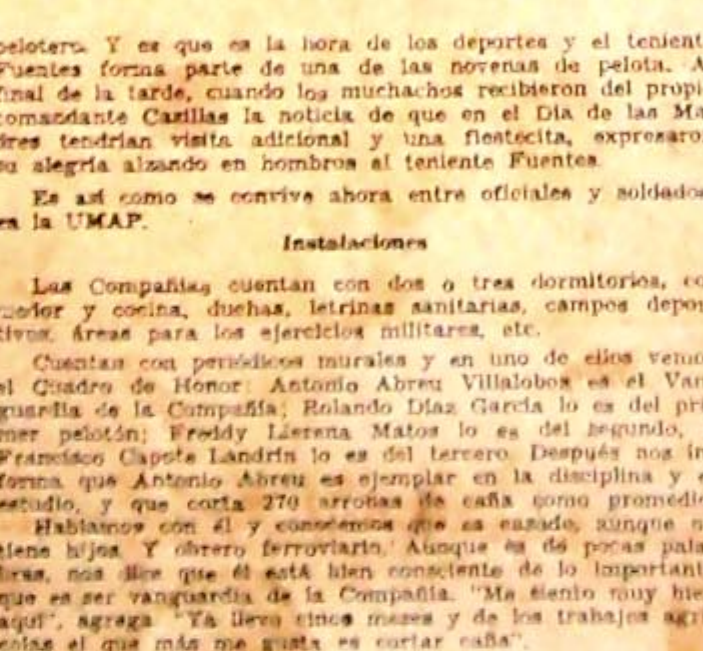 pelotero. Y es que es la hora de los deportes y el tenient
Fuentes forma parte de una de las novenas de pelota. A
final de la tarde, cuando los muchachos recibieron del propi
comandante Casillas la noticia de que en el Día de las Ma
dres tendrían visita adicional y una fiestecita, expresaro
su alegría alzando en hombros al teniente Fuentes.
Es así como se convive ahora entre oficiales y soldados
en la UMAP.
Instalaciones
Las Compañías cuentan con dos o tres dormitorios, co
medor y cocina, duchas, letrinas sanitarias, campos depor
tivos, áreas para los ejercicios militares, etc.
Cuentan con periódicos murales y en uno de ellos vemo
el Cuadro de Honor: Antonio Abreu Villalobos es el Van
guardia de la Compañía; Rolando Díaz García lo es del pri
mer pelotón; Freddy Llerena Matos lo es del segundo,
Francisco Capote Landrín lo es del tercero. Después nos in
forma que Antonio Abreu es ejemplar en la disciplina y e
estudio, y que corta 270 arrobas de caña como promedio
Hablamos con él y conocemos que es casado, aunque n
tiene hijos. Y obrero ferroviario. Aunque es de pocas pala
bras, nos dice que él está bien consciente de lo important
que es ser vanguardia de la Compañía. "Me siento muy bie
aquí", agrega. "Ya llevo cinco meses y de los trabajos agrí
colas el que más me gusta es cortar caña".